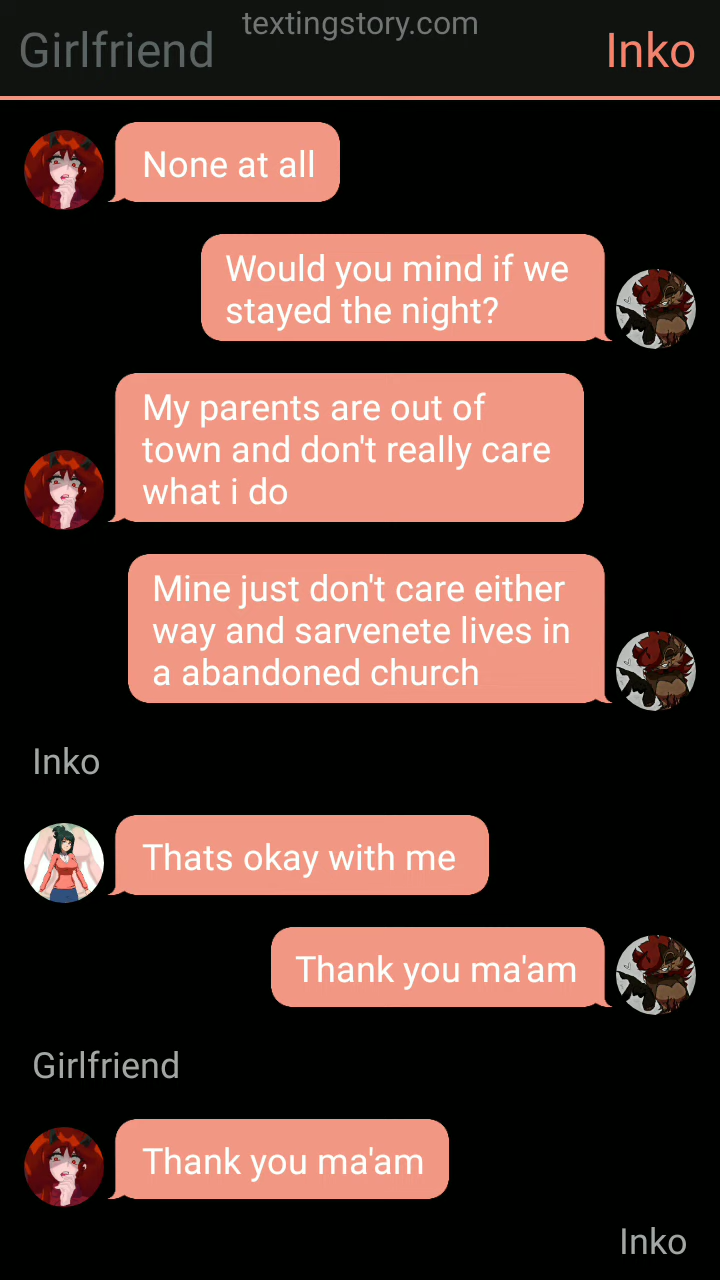 textingstory.com
Girlfriend
Inko
None at all
Would you mind if we
stayed the night?
My parents are out of
town and don't really care
what i do
Mine just don't care either
way and sarvenete lives in
a abandoned church
Inko
Thats okay with me
Thank you ma'am
Girlfriend
Thank you ma'am
Inko